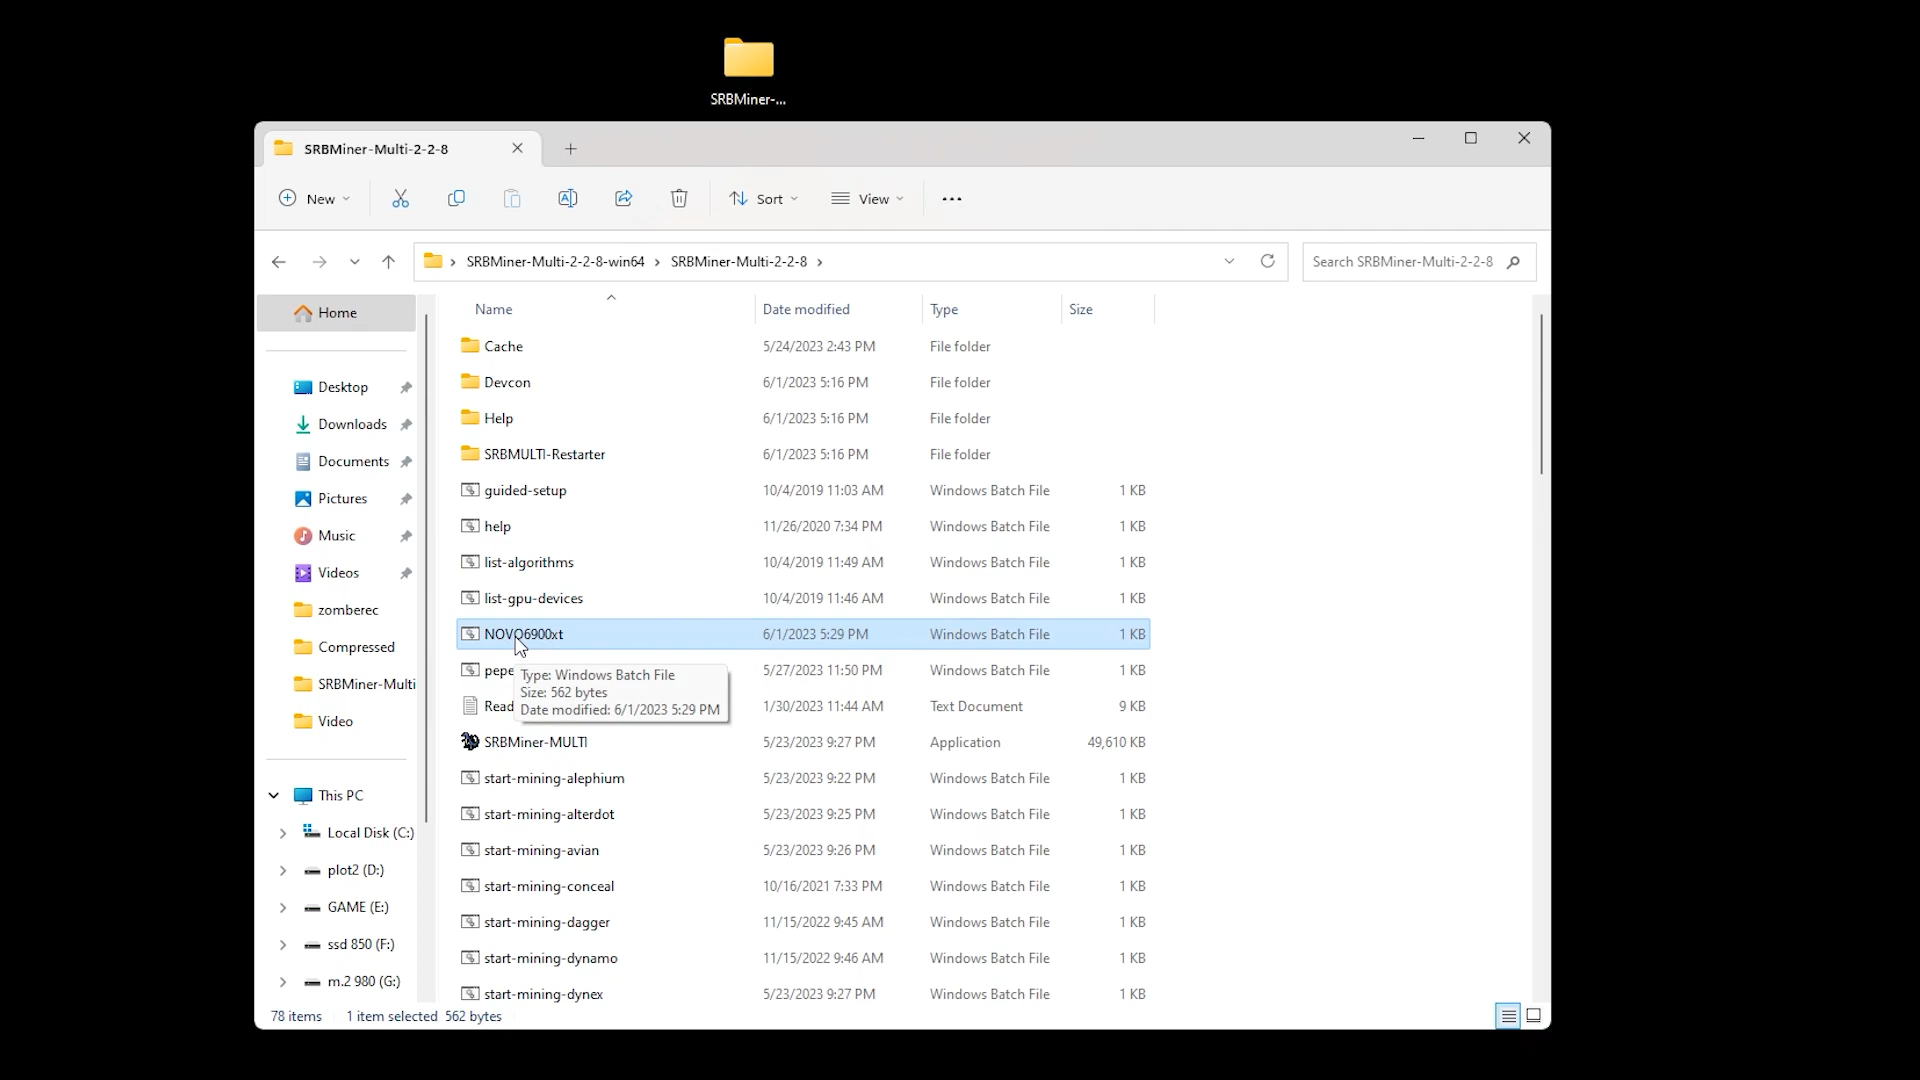 SRBMiner-...
SRBMiner-Multi-2-2-8
New
Sort
View
SRBMiner-Multi-2-2-8-win64 › SRBMiner-Multi-2-2-8 ›
Search SRBMiner-Multi-2-2-8
Home
Desktop
Downloads
Documents
Pictures
Music
Videos
zomberec
Compressed
SRBMiner-Multi
Video
This PC
Local Disk (C:)
plot2 (D:)
GAME (E:)
ssd 850 (F:)
m.2 980 (G:)
Name Date modified Type Size
Cache 5/24/2023 2:43 PM File folder
Devcon 6/1/2023 5:16 PM File folder
Help 6/1/2023 5:16 PM File folder
SRBMULTI-Restarter 6/1/2023 5:16 PM File folder
guided-setup 10/4/2019 11:03 AM Windows Batch File 1 KB
help 11/26/2020 7:34 PM Windows Batch File 1 KB
list-algorithms 10/4/2019 11:49 AM Windows Batch File 1 KB
list-gpu-devices 10/4/2019 11:46 AM Windows Batch File 1 KB
NOVO6900xt 6/1/2023 5:29 PM Windows Batch File 1 KB
pepe 5/27/2023 11:50 PM Windows Batch File 1 KB
Read 1/30/2023 11:44 AM Text Document 9 KB
Type: Windows Batch File
Size: 562 bytes
Date modified: 6/1/2023 5:29 PM
SRBMiner-MULTI 5/23/2023 9:27 PM Application 49,610 KB
start-mining-alephium 5/23/2023 9:22 PM Windows Batch File 1 KB
start-mining-alterdot 5/23/2023 9:25 PM Windows Batch File 1 KB
start-mining-avian 5/23/2023 9:26 PM Windows Batch File 1 KB
start-mining-conceal 10/16/2021 7:33 PM Windows Batch File 1 KB
start-mining-dagger 11/15/2022 9:45 AM Windows Batch File 1 KB
start-mining-dynamo 11/15/2022 9:46 AM Windows Batch File 1 KB
start-mining-dynex 5/23/2023 9:27 PM Windows Batch File 1 KB
78 items 1 item selected 562 bytes